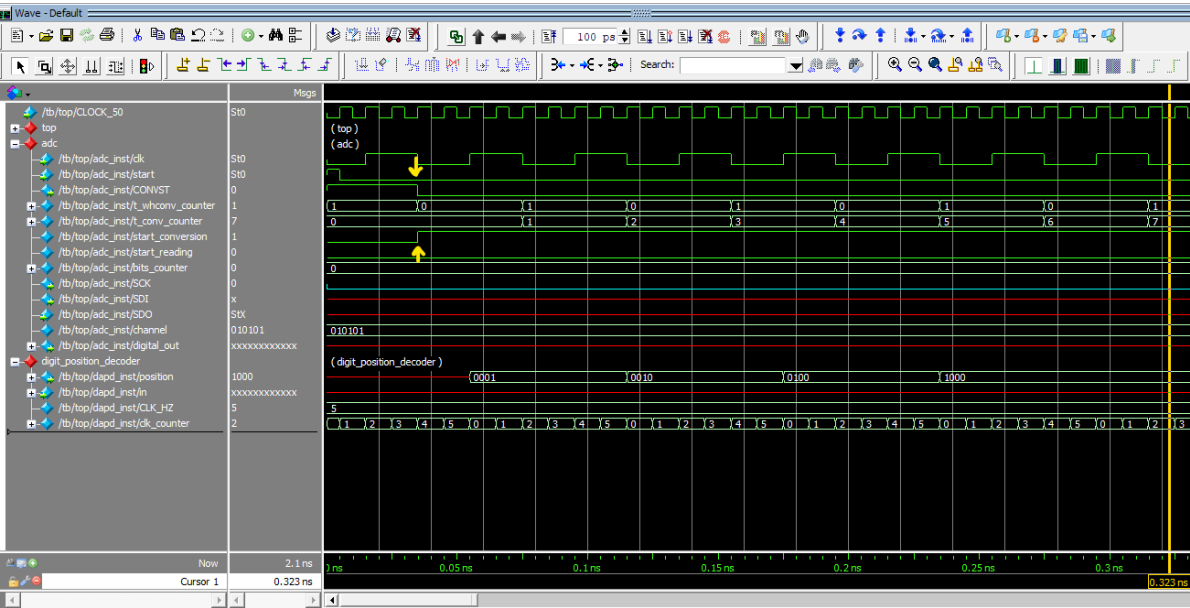 Wave - Default
100 ps
Search:
Msgs
/tb/top/CLOCK_50 St0
top (top)
adc (adc)
/tb/top/adc_inst/clk St0
/tb/top/adc_inst/start St0
/tb/top/adc_inst/CONVST 0
/tb/top/adc_inst/t_whconv_counter 1 1 0 1 0 1 0 1 0 1
/tb/top/adc_inst/t_conv_counter 7 0 1 2 3 4 5 6 7
/tb/top/adc_inst/start_conversion 1
/tb/top/adc_inst/start_reading 0
/tb/top/adc_inst/bits_counter 0 0
/tb/top/adc_inst/SCK 0
/tb/top/adc_inst/SDI x
/tb/top/adc_inst/SDO StX
/tb/top/adc_inst/channel 010101 010101
/tb/top/adc_inst/digital_out xxxxxxxxxxxx
digit_position_decoder (digit_position_decoder)
/tb/top/dapd_inst/position 1000 0001 0010 0100 1000
/tb/top/dapd_inst/in xxxxxxxxxxxx
/tb/top/dapd_inst/CLK_HZ 5 5
/tb/top/dapd_inst/clk_counter 2 1 2 3 4 5 0 1 2 3 4 5 0 1 2 3 4 5 0 1 2 3 4 5 0 1 2 3 4 5 0 1 2 3
Now 2.1 ns ns 0.05 ns 0.1 ns 0.15 ns 0.2 ns 0.25 ns 0.3 ns
Cursor 1 0.323 ns 0.323 ns